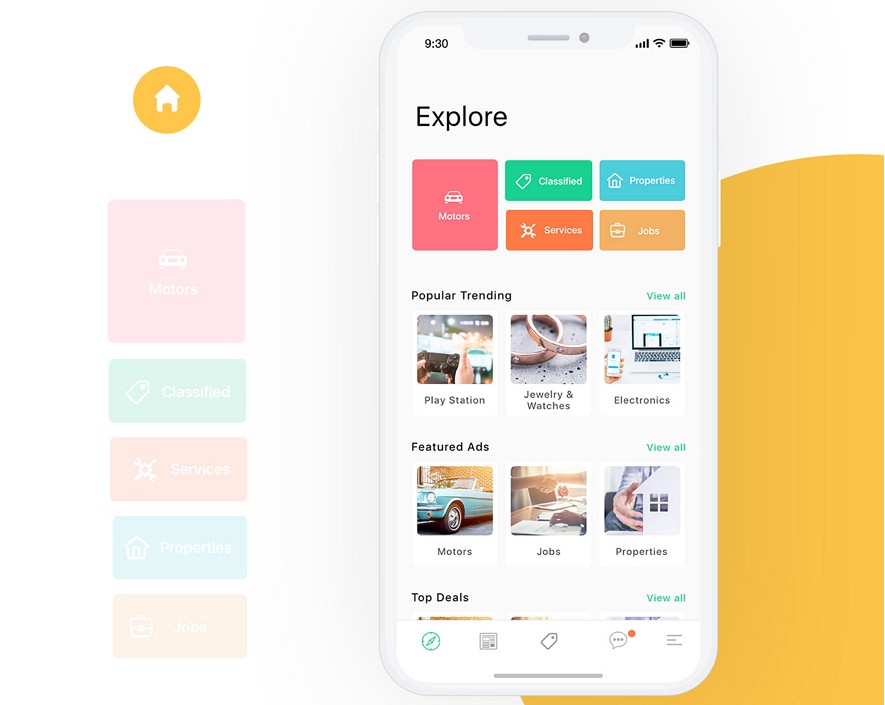 Motors
Classified
Services
Properties
Jobs
9:30
Explore
Motors
Classified
Properties
Services
Jobs
Popular Trending
View all
Play Station
Jewelry &
Watches
Electronics
Featured Ads
View all
Motors
Jobs
Properties
Top Deals
View all